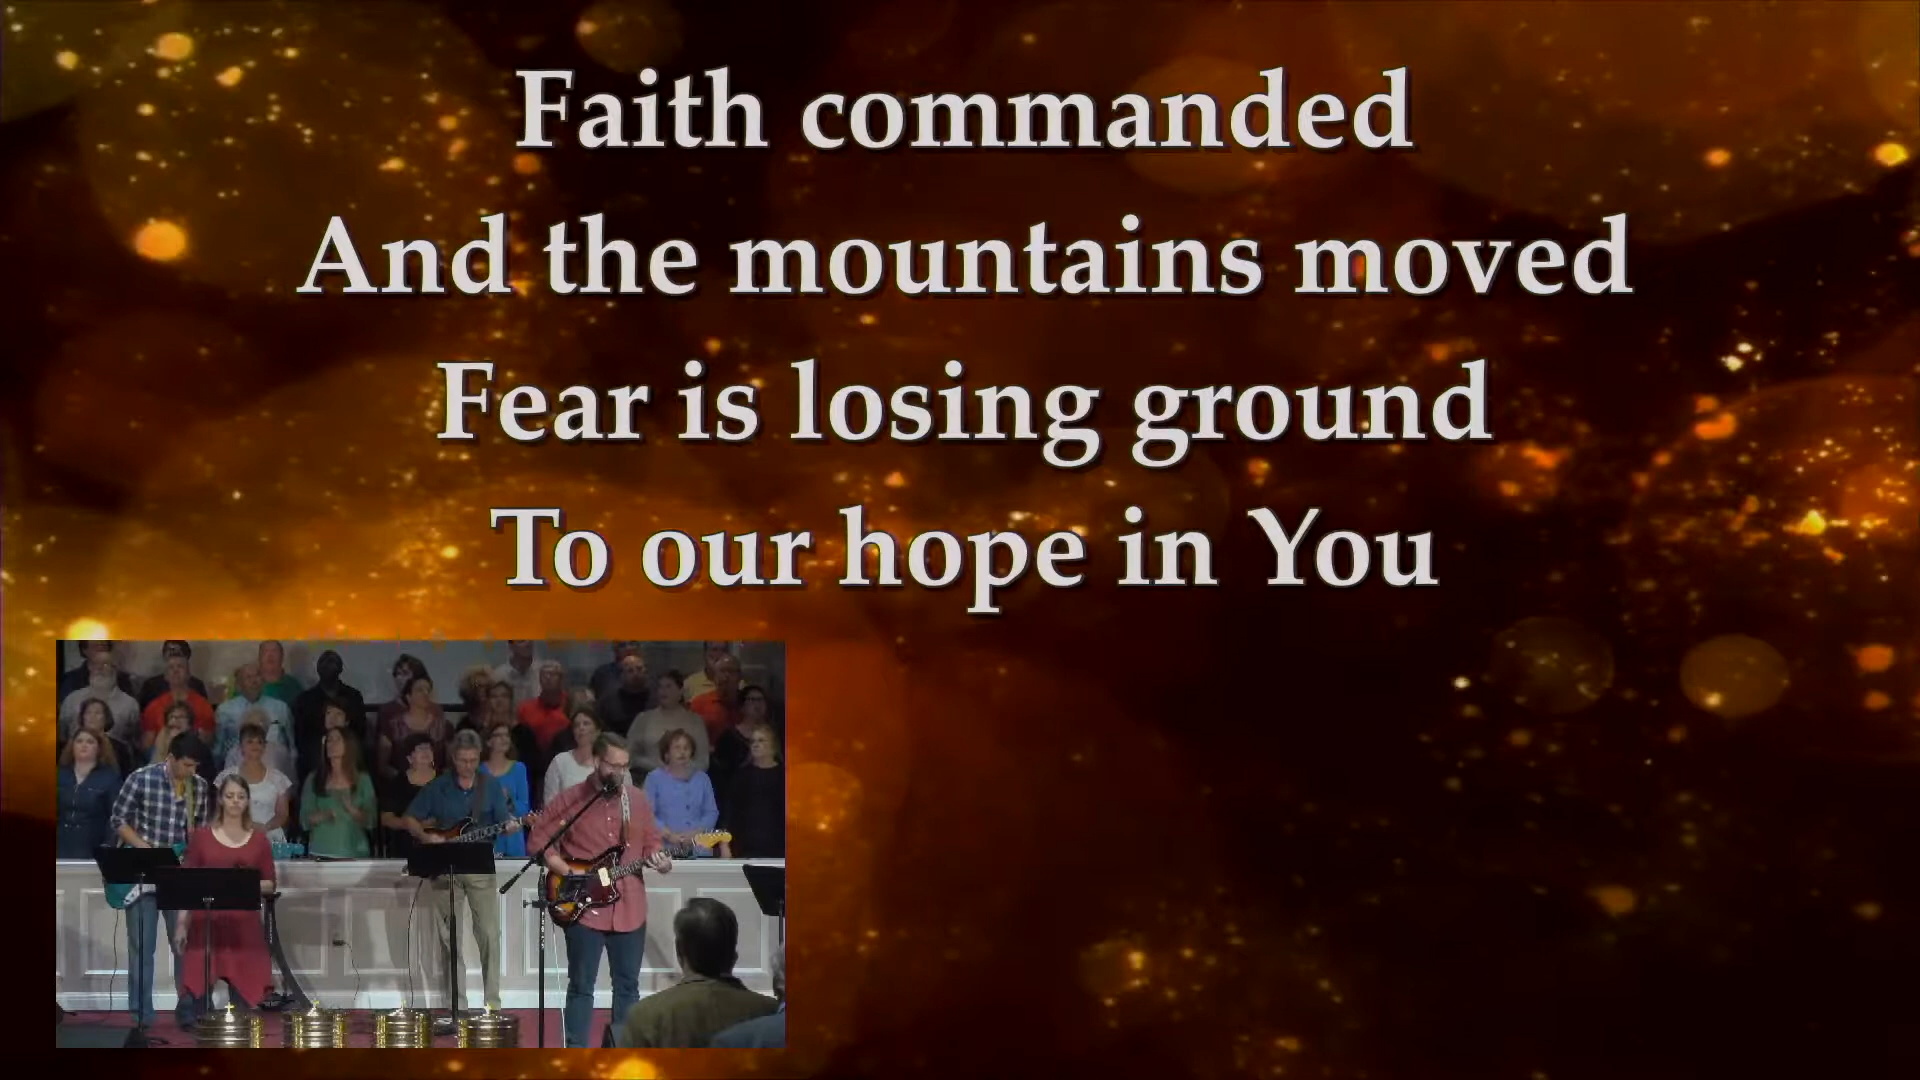 Faith commanded
And the mountains moved
Fear is losing ground
To our hope in You